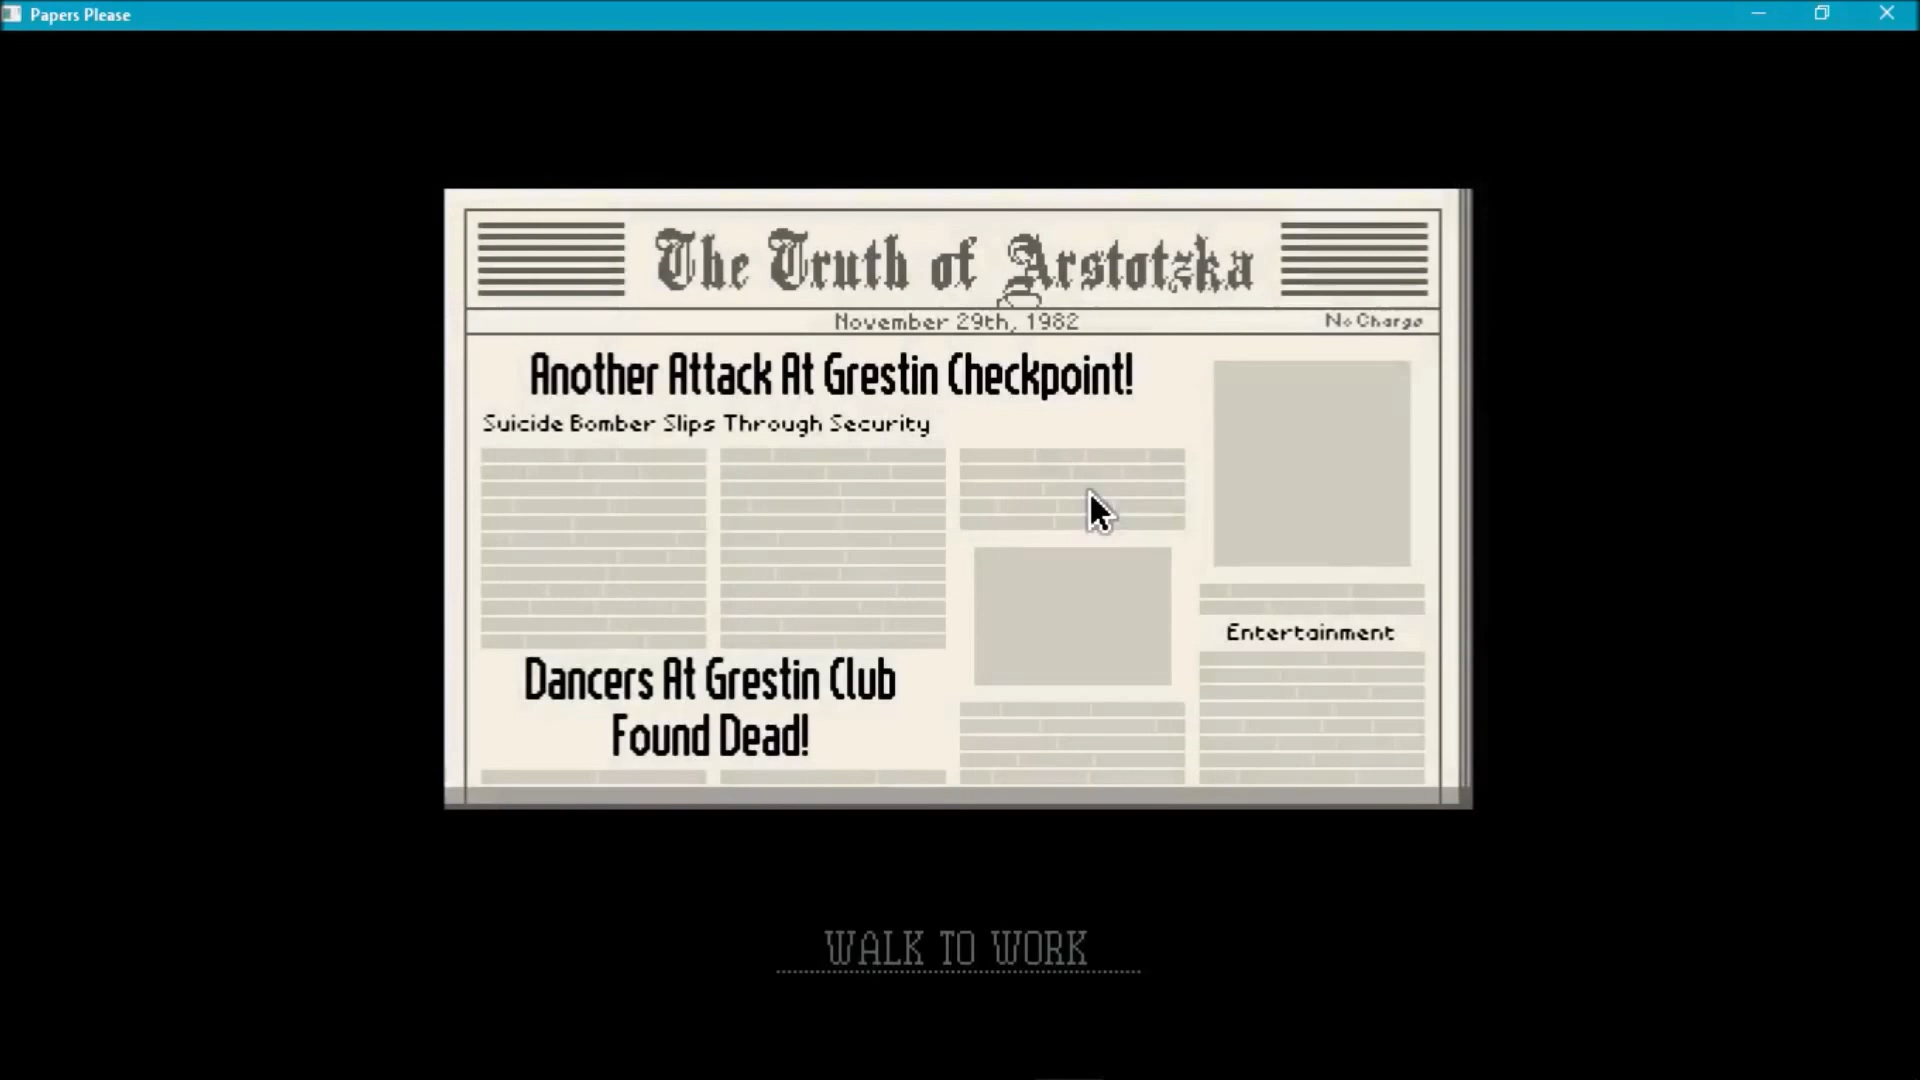 Papers Please
The Truth of Arstotzka
November 29th, 1982
No Charge
Another Attack At Grestin Checkpoint!
Suicide Bomber Slips Through Security
Dancers At Grestin Club
Found Dead!
Entertainment
WALK TO WORK